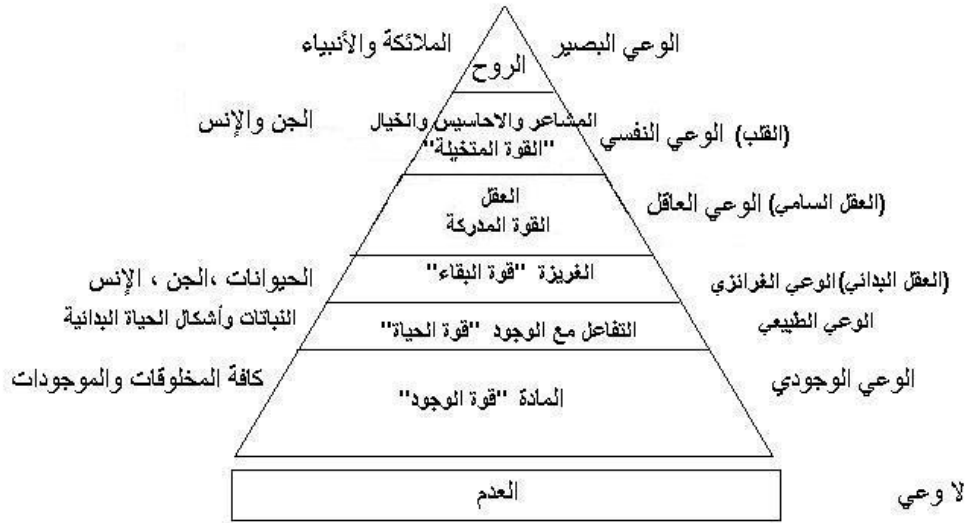 الوعي البصير
الملائكة والأنبياء
الروح
(القلب) الوعي النفسي
المشاعر والاحاسيس والخيال
"القوة المتخيلة"
الجن والإنس
(العقل السامي) الوعي العاقل
العقل
القوة المدركة
(العقل البدائي) الوعي الغرائزي
الغريزة "قوة البقاء"
الحيوانات ،الجن ، الإنس
الوعي الطبيعي
التفاعل مع الوجود "قوة الحياة"
النباتات وأشكال الحياة البدائية
الوعي الوجودي
المادة "قوة الوجود"
كافة المخلوقات والموجودات
لا وعي
العدم